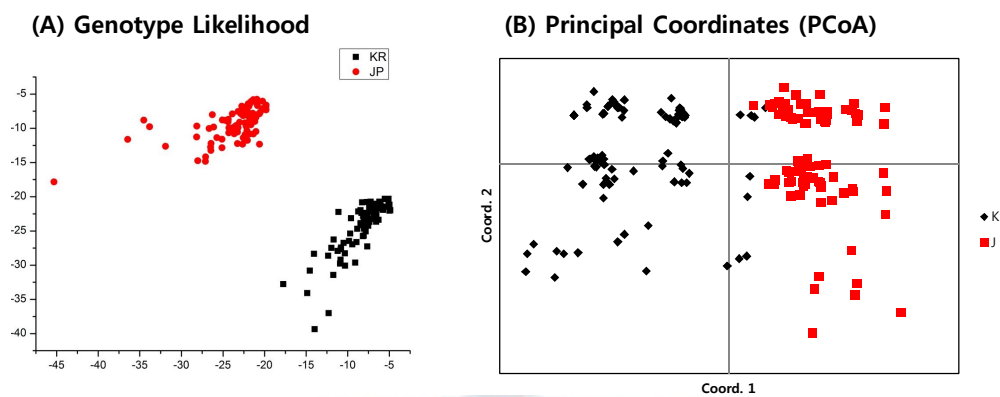 (A) Genotype Likelihood
KR
JP
-5
-10
-15
-20
-25
-30
-35
-40
-45 -40 -35 -30 -25 -20 -15 -10 -5
(B) Principal Coordinates (PCoA)
Coord. 2
Coord. 1
K
J